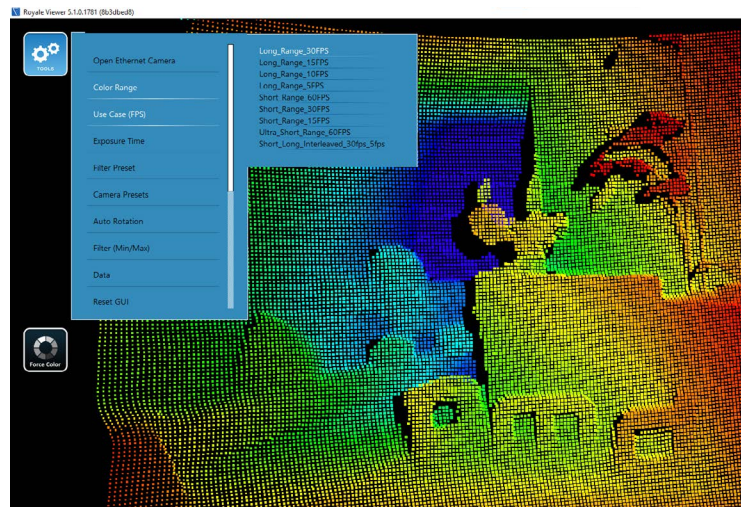 Royale Viewer 5.1.0.1781 (8b3dbed8)
TOOLS
Open Ethernet Camera
Color Range
Use Case (FPS)
Exposure Time
Filter Preset
Camera Presets
Auto Rotation
Filter (Min/Max)
Data
Reset GUI
Long_Range_30FPS
Long_Range_15FPS
Long_Range_10FPS
Long_Range_5FPS
Short_Range_60FPS
Short_Range_30FPS
Short_Range_15FPS
Ultra_Short_Range_60FPS
Short_Long_Interleaved_30fps_5fps
Force Color